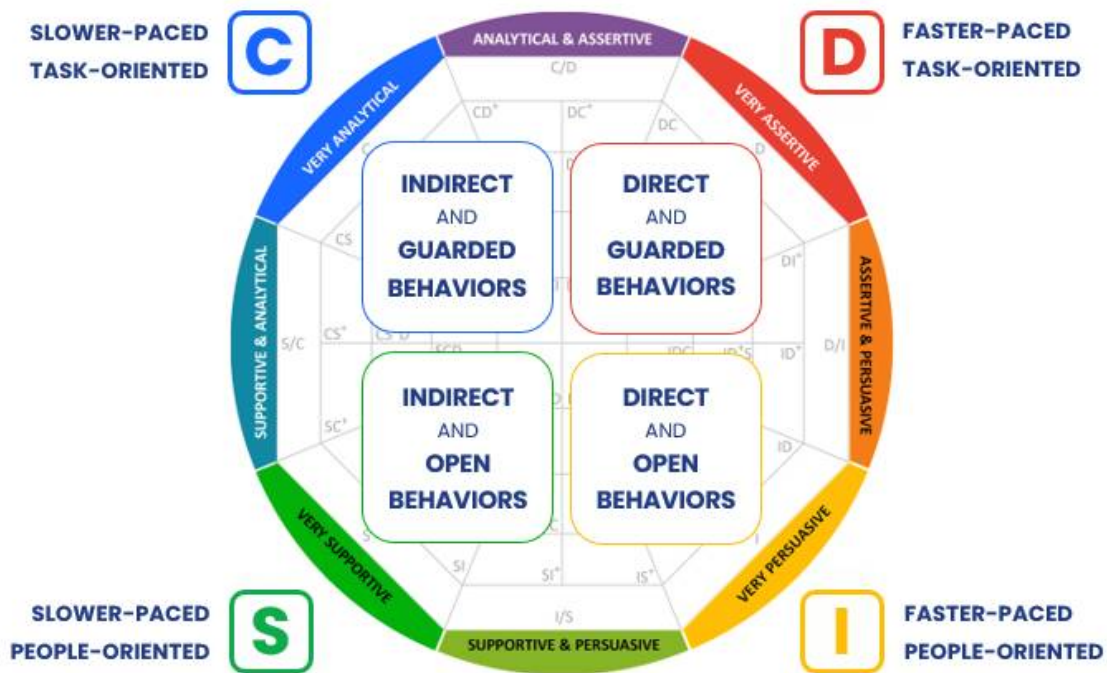 SLOWER-PACED
TASK-ORIENTED
C
ANALYTICAL & ASSERTIVE
D
FASTER-PACED
TASK-ORIENTED
C/D
VERY ANALYTICAL
VERY ASSERTIVE
CD+
DC+
DC
C
D
D
INDIRECT
AND
GUARDED
BEHAVIORS
DIRECT
AND
GUARDED
BEHAVIORS
CS
DI+
SUPPORTIVE & ANALYTICAL
ASSERTIVE & PERSUASIVE
S/C
CS+
ID+S
ID+
D/I
INDIRECT
AND
OPEN
BEHAVIORS
DIRECT
AND
OPEN
BEHAVIORS
SC+
ID
VERY SUPPORTIVE
VERY PERSUASIVE
S
C
I
SI
SI+
IS+
I/S
SLOWER-PACED
PEOPLE-ORIENTED
S
SUPPORTIVE & PERSUASIVE
I
FASTER-PACED
PEOPLE-ORIENTED